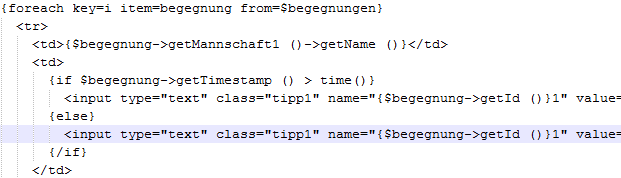 {foreach key=i item=begegnung from=$begegnungen}
<tr>
<td>{$begegnung->getMannschaft1 ()->getName ()}</td>
<td>
{if $begegnung->getTimestamp () > time()}
<input type="text" class="tipp1" name="{$begegnung->getId ()}1" value=
{else}
<input type="text" class="tipp1" name="{$begegnung->getId ()}1" value=
{/if}
</td>